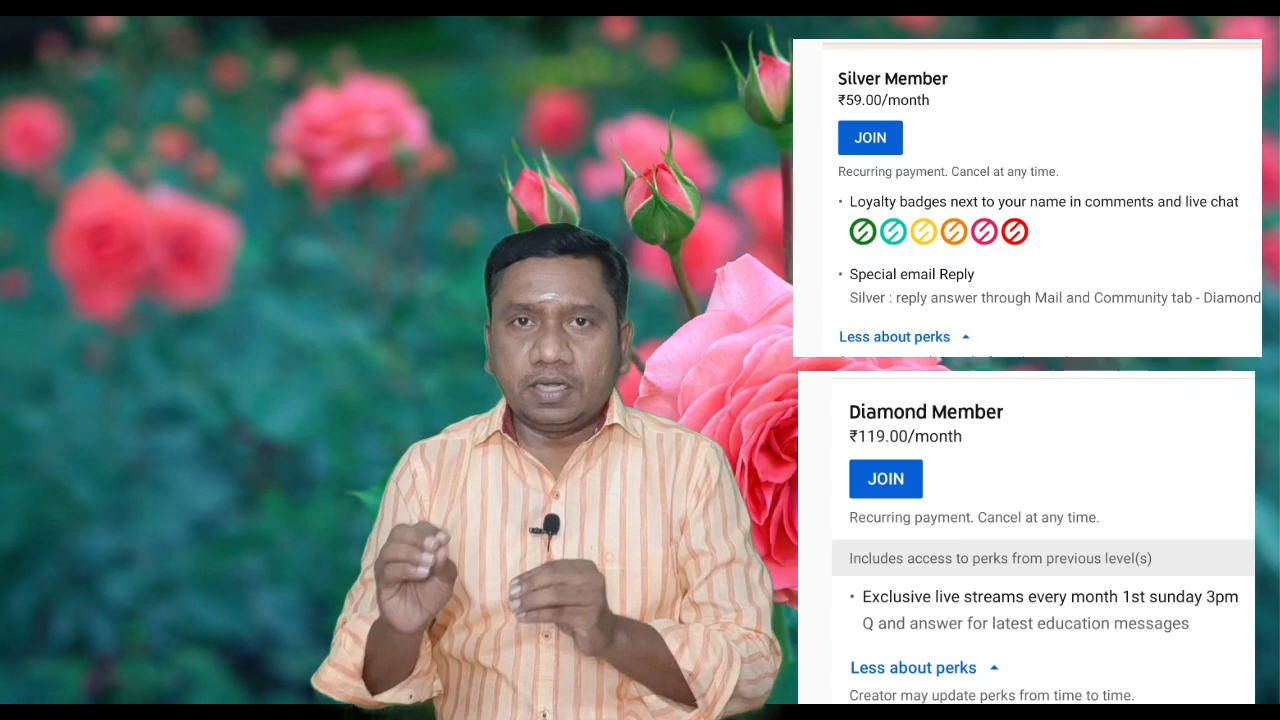 Silver Member
₹59.00/month
JOIN
Recurring payment. Cancel at any time.
• Loyalty badges next to your name in comments and live chat
• Special email Reply
Silver : reply answer through Mail and Community tab - Diamond
Less about perks
Diamond Member
₹119.00/month
JOIN
Recurring payment. Cancel at any time.
Includes access to perks from previous level(s)
• Exclusive live streams every month 1st sunday 3pm
Q and answer for latest education messages
Less about perks
Creator may update perks from time to time.